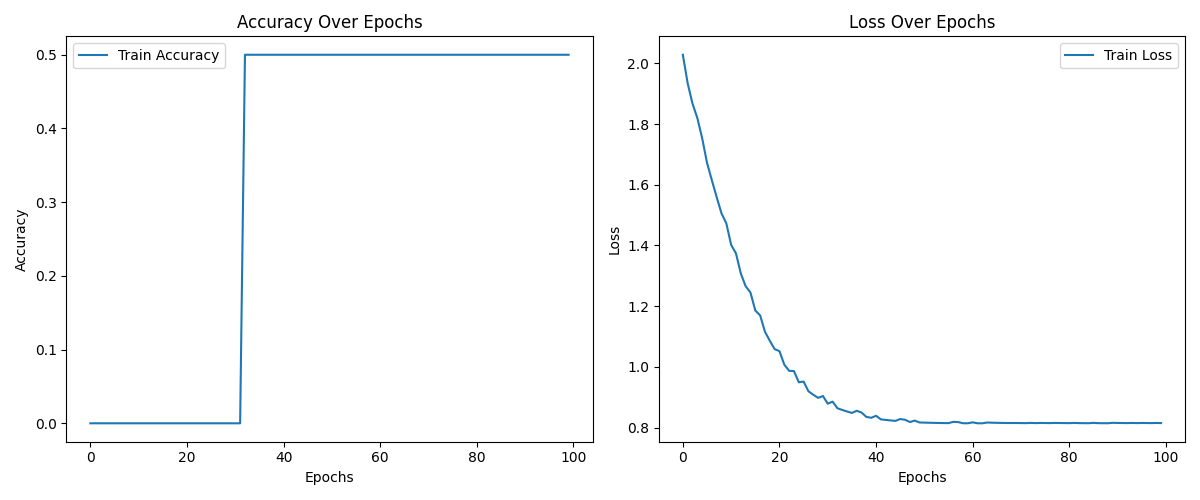 Accuracy Over Epochs
Train Accuracy
0.5
0.4
0.3
0.2
0.1
0.0
Accuracy
0 20 40 60 80 100
Epochs
Loss Over Epochs
Train Loss
2.0
1.8
1.6
1.4
1.2
1.0
0.8
Loss
0 20 40 60 80 100
Epochs